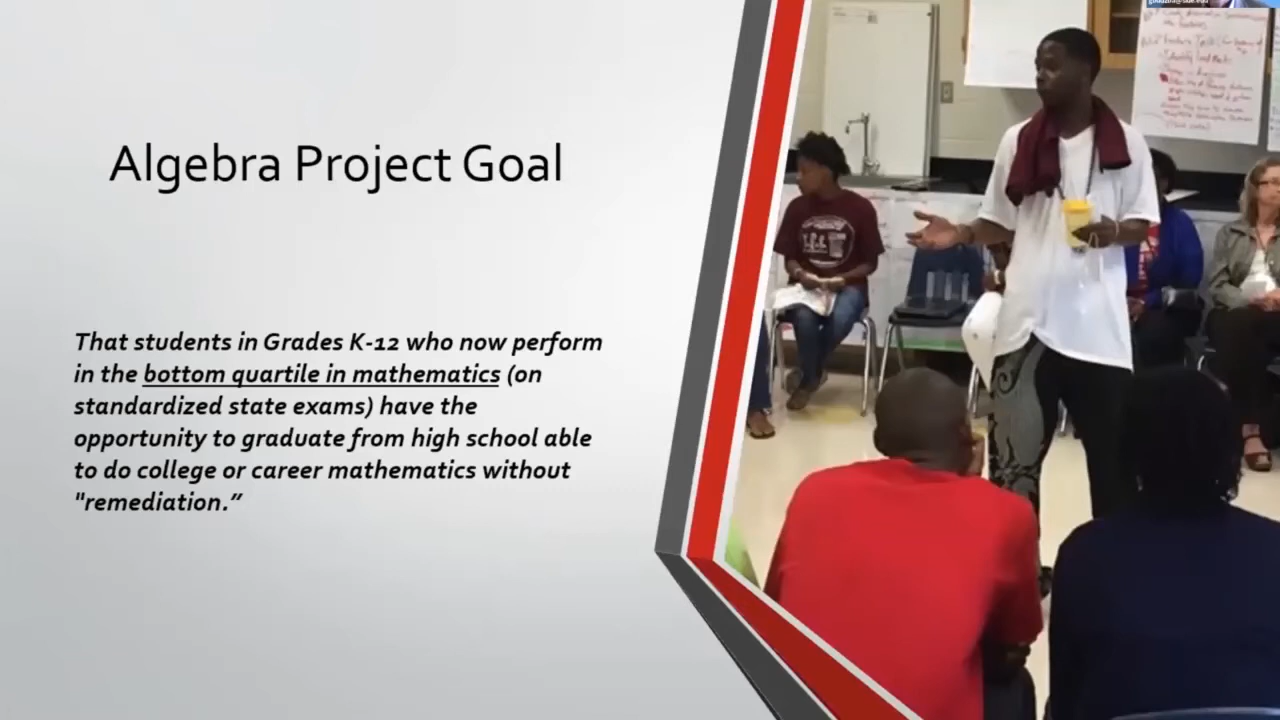 Algebra Project Goal
That students in Grades K-12 who now perform
in the bottom quartile in mathematics (on
standardized state exams) have the
opportunity to graduate from high school able
to do college or career mathematics without
"remediation.”